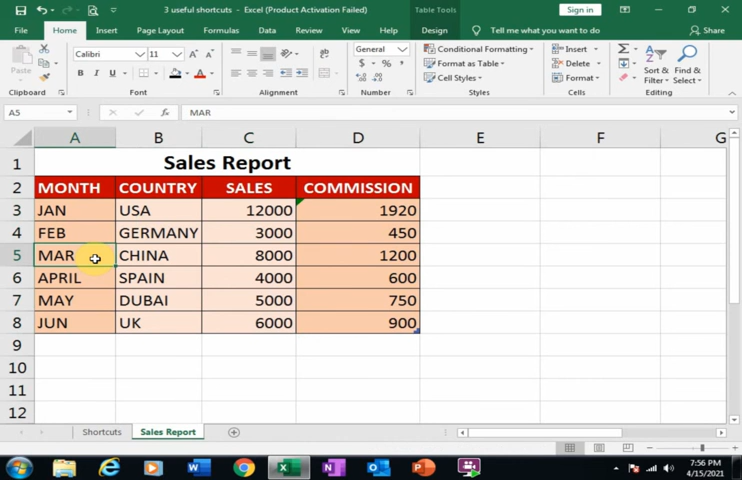 3 useful shortcuts - Excel (Product Activation Failed)
Table Tools
Sign in
File Home Insert Page Layout Formulas Data Review View Help Design Tell me what you want to do Share
Calibri 11 A A General Conditional Formatting Insert
Paste B I U A $ % , Format as Table Delete Sort & Find &
Cell Styles Format Filter Select
Clipboard Font Alignment Number Styles Cells Editing
A5 fx MAR
A B C D E F G
1 Sales Report
2 MONTH COUNTRY SALES COMMISSION
3 JAN USA 12000 1920
4 FEB GERMANY 3000 450
5 MAR CHINA 8000 1200
6 APRIL SPAIN 4000 600
7 MAY DUBAI 5000 750
8 JUN UK 6000 900
9
10
11
12
Shortcuts Sales Report
7:56 PM
4/15/2021